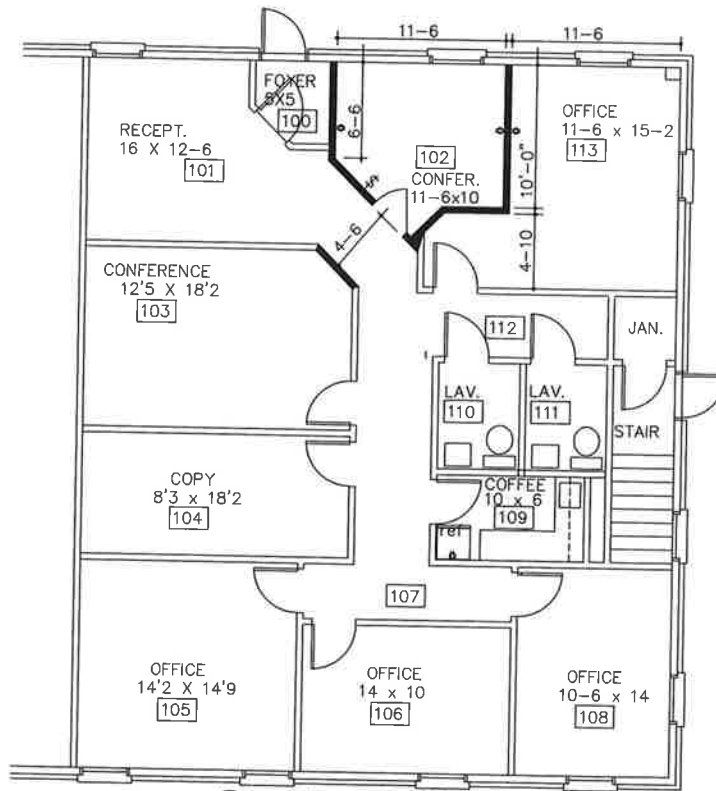 11-6
11-6
FOYER
5X5
100
6-6
RECEPT.
16 X 12-6
101
102
CONFER.
11-6x10
10'-0"
OFFICE
11-6 x 15-2
113
4-6
4-10
CONFERENCE
12'5 X 18'2
103
112
JAN.
LAV.
110
LAV.
111
STAIR
COPY
8'3 x 18'2
104
COFFEE
10 x 6
109
ref
107
OFFICE
14'2 X 14'9
105
OFFICE
14 x 10
106
OFFICE
10-6 x 14
108